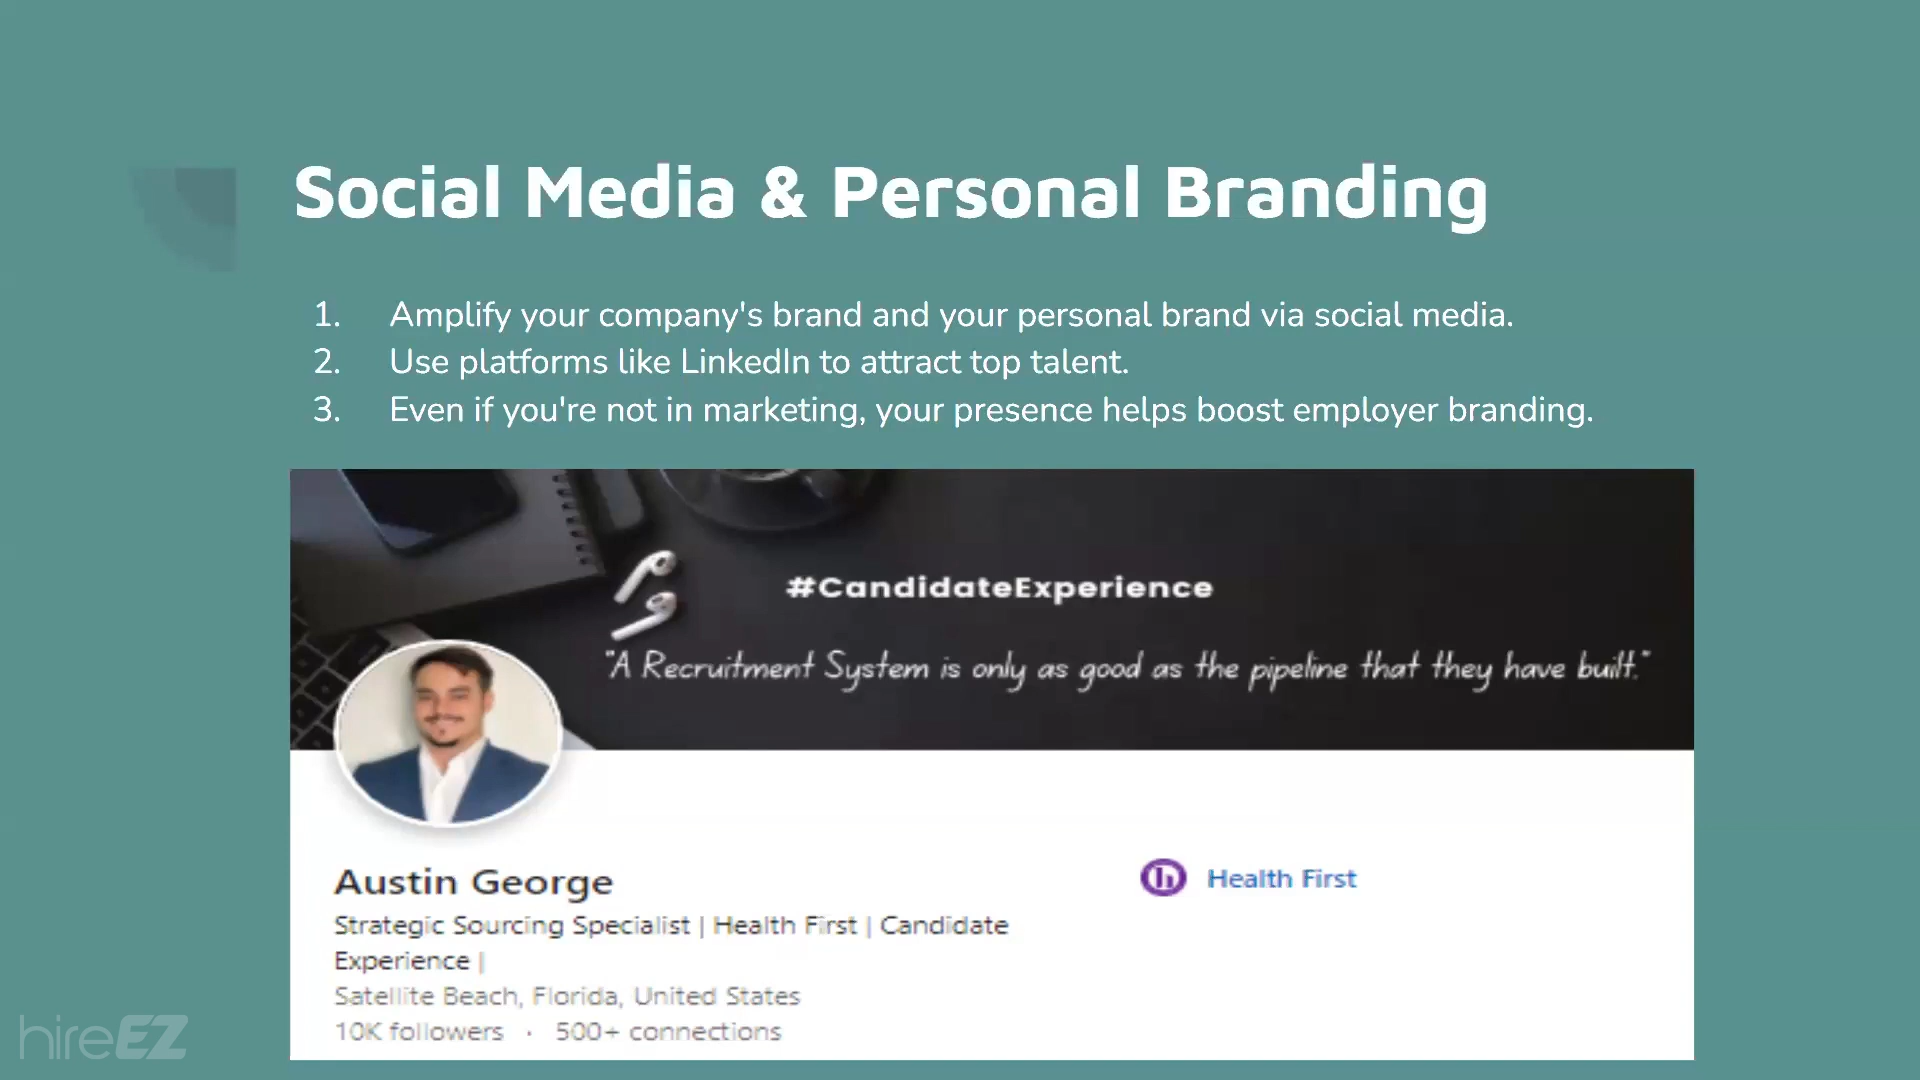 Social Media & Personal Branding
1. Amplify your company's brand and your personal brand via social media.
2. Use platforms like LinkedIn to attract top talent.
3. Even if you're not in marketing, your presence helps boost employer branding.
#CandidateExperience
"A Recruitment System is only as good as the pipeline that they have built."
Austin George
Health First
Strategic Sourcing Specialist | Health First | Candidate
Experience |
Satellite Beach, Florida, United States
10K followers · 500+ connections
hireEZ